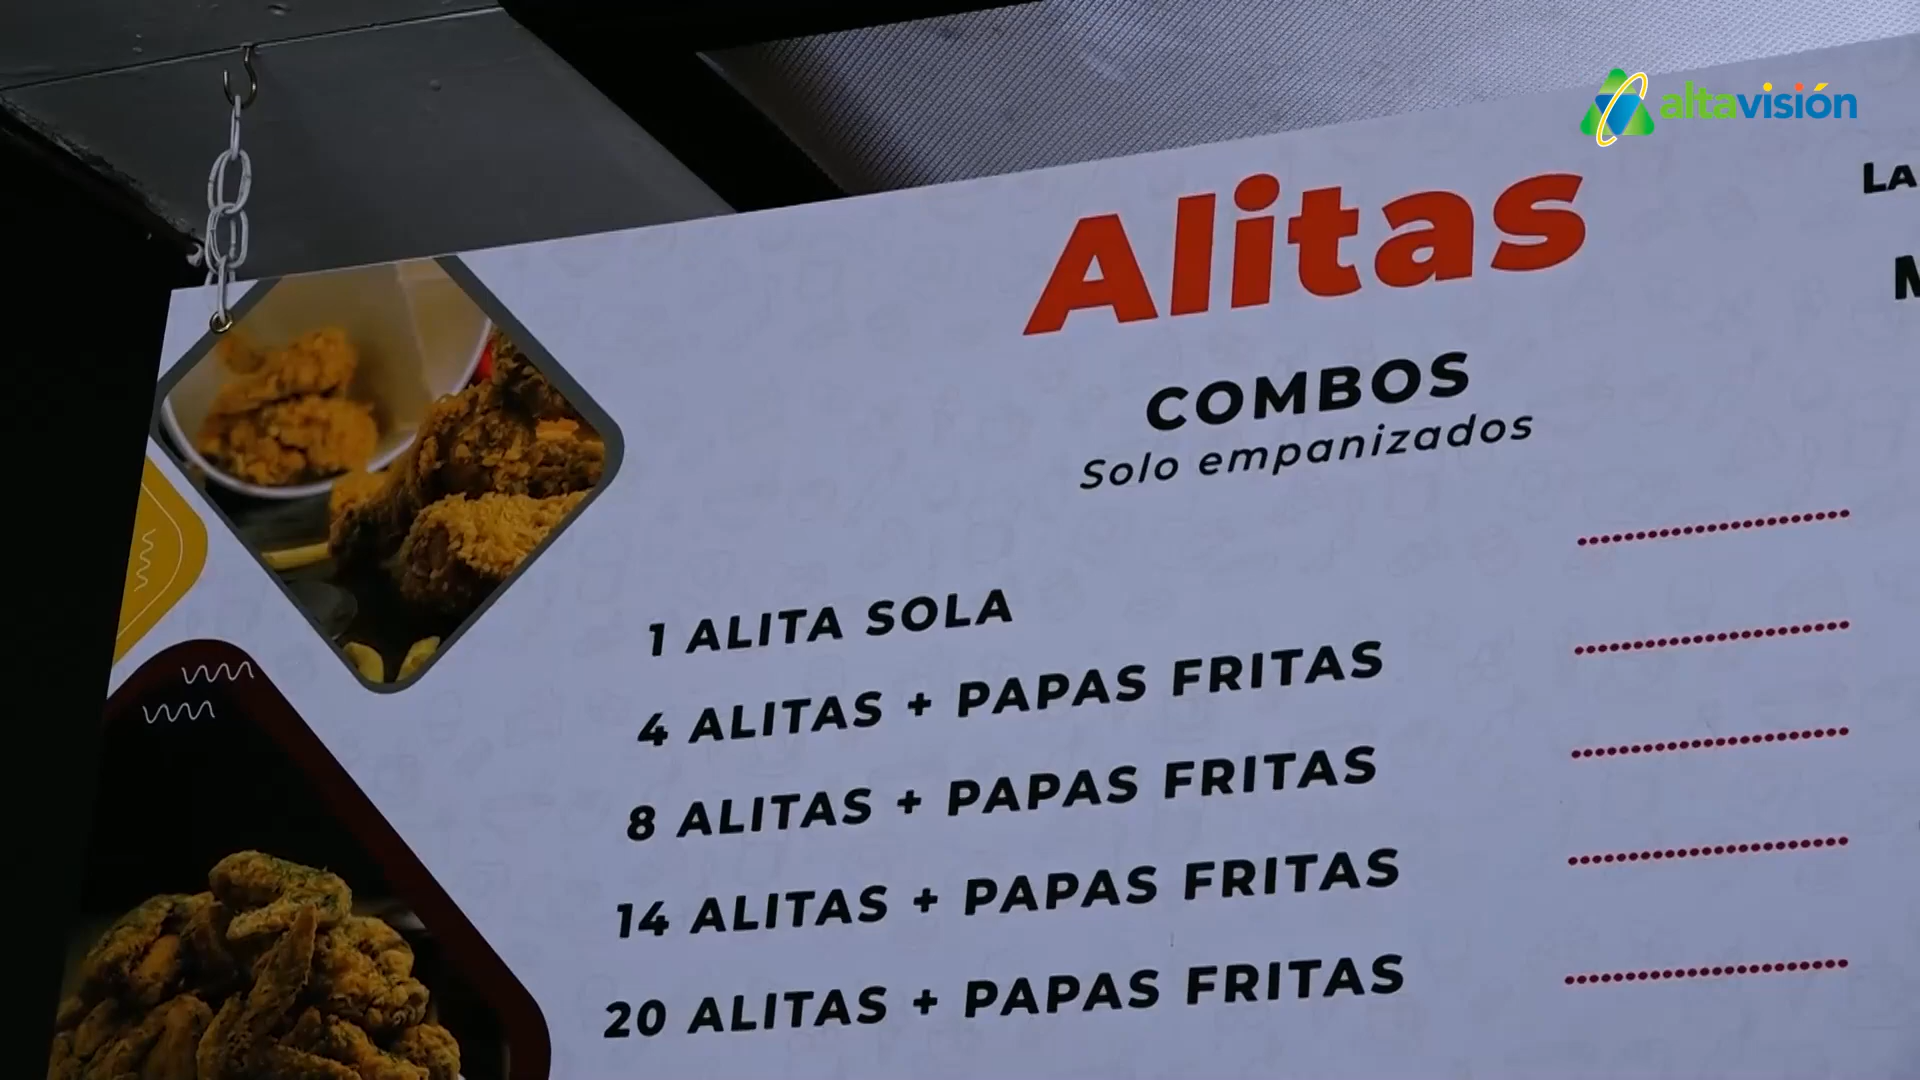 altavisión
Alitas
COMBOS
Solo empanizados
1 ALITA SOLA
4 ALITAS + PAPAS FRITAS
8 ALITAS + PAPAS FRITAS
14 ALITAS + PAPAS FRITAS
20 ALITAS + PAPAS FRITAS
LA